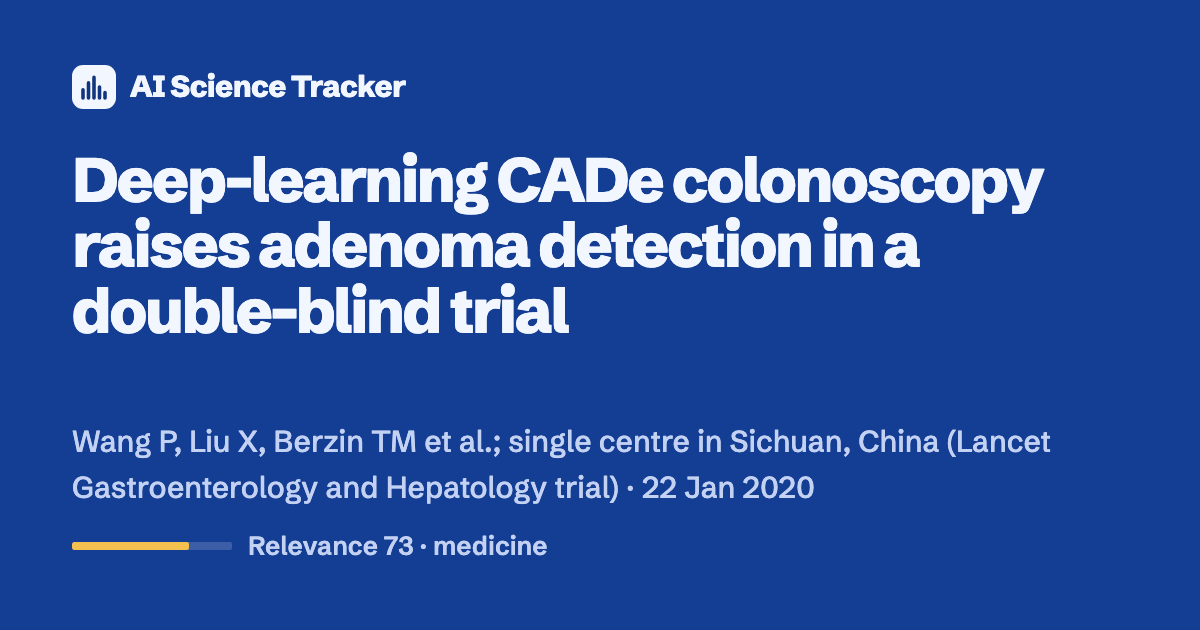 AI Science Tracker
Deep-learning CADe colonoscopy
raises adenoma detection in a
double-blind trial
Wang P, Liu X, Berzin TM et al.; single centre in Sichuan, China (Lancet
Gastroenterology and Hepatology trial) · 22 Jan 2020
Relevance 73 · medicine